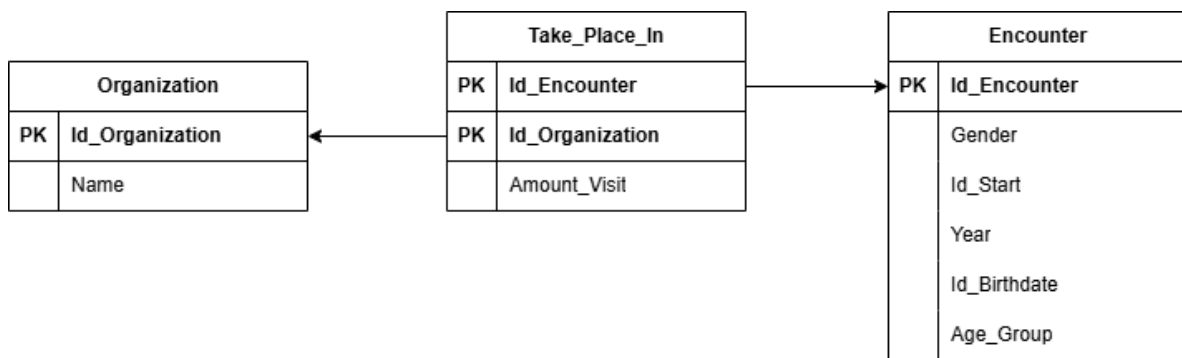 Organization
PK Id_Organization
Name
Take_Place_In
PK Id_Encounter
PK Id_Organization
Amount_Visit
Encounter
PK Id_Encounter
Gender
Id_Start
Year
Id_Birthdate
Age_Group